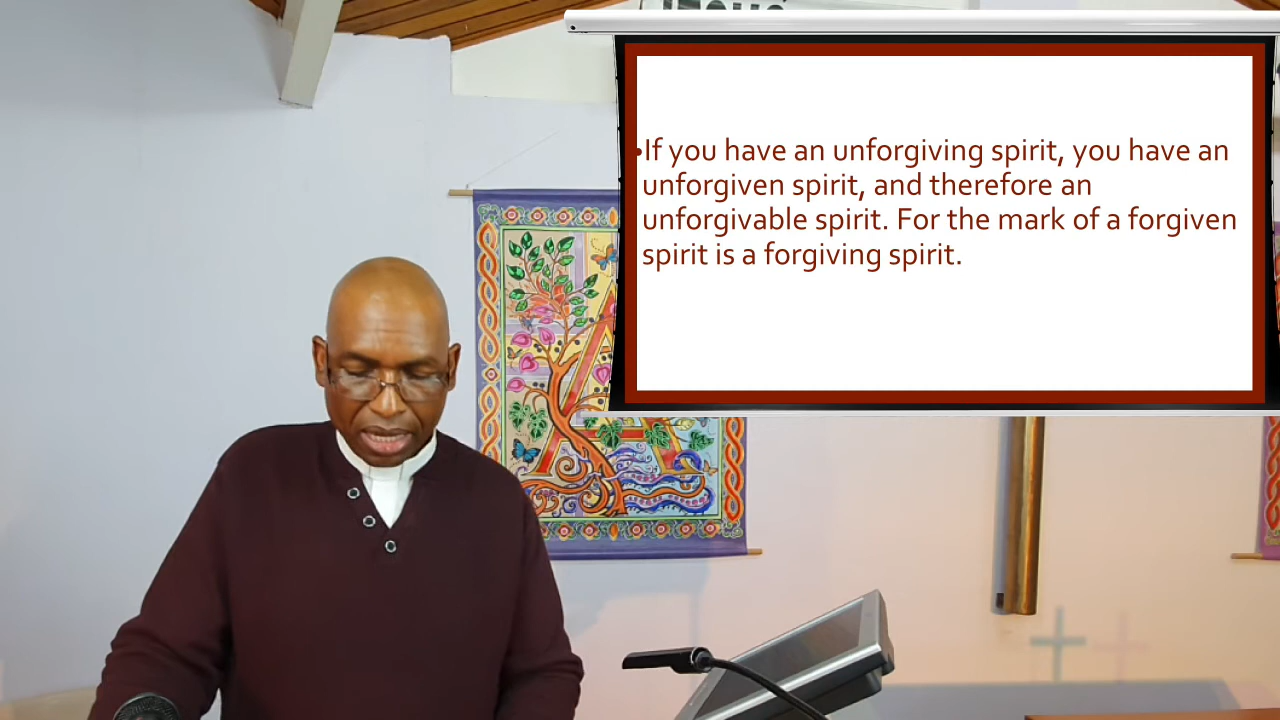 Jesus
•If you have an unforgiving spirit, you have an
unforgiven spirit, and therefore an
unforgivable spirit. For the mark of a forgiven
spirit is a forgiving spirit.